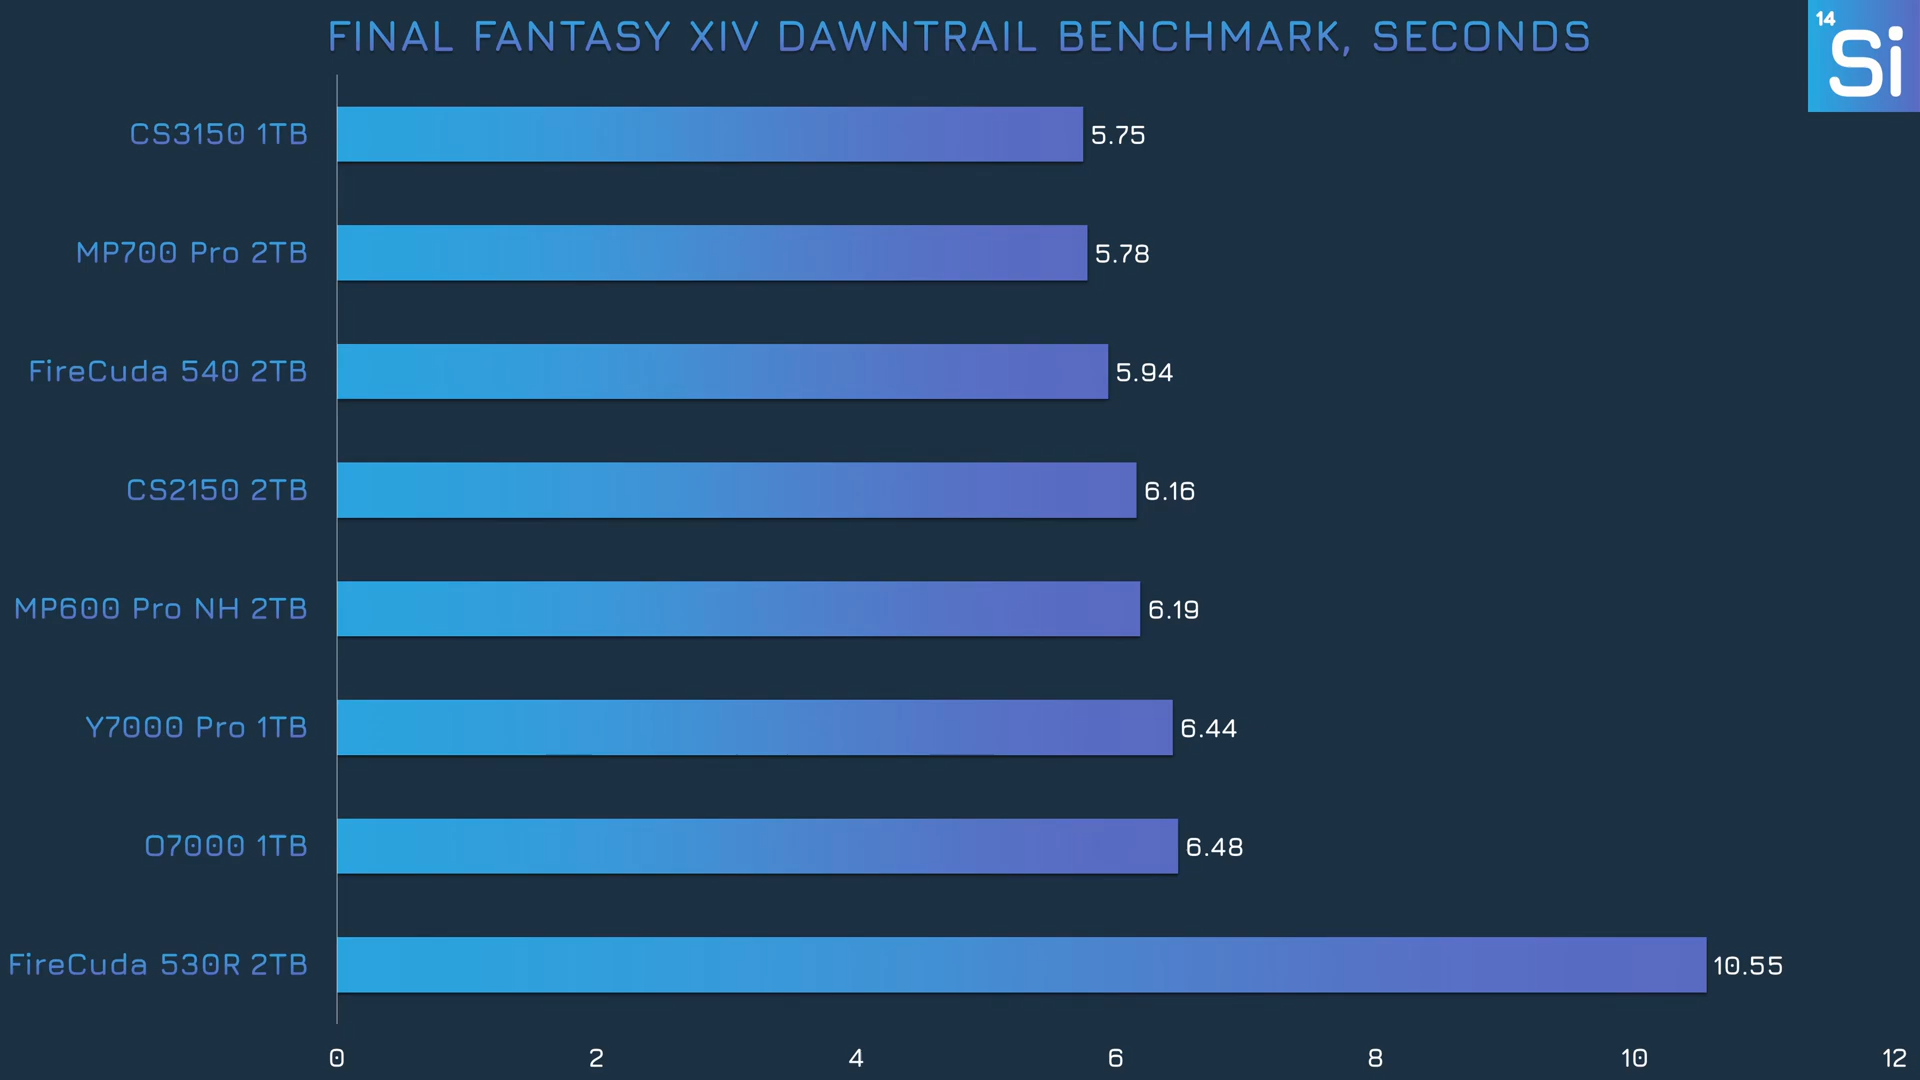 FINAL FANTASY XIV DAWNTRAIL BENCHMARK, SECONDS
14
Si
CS3150 1TB 5.75
MP700 Pro 2TB 5.78
FireCuda 540 2TB 5.94
CS2150 2TB 6.16
MP600 Pro NH 2TB 6.19
Y7000 Pro 1TB 6.44
O7000 1TB 6.48
FireCuda 530R 2TB 10.55
0 2 4 6 8 10 12